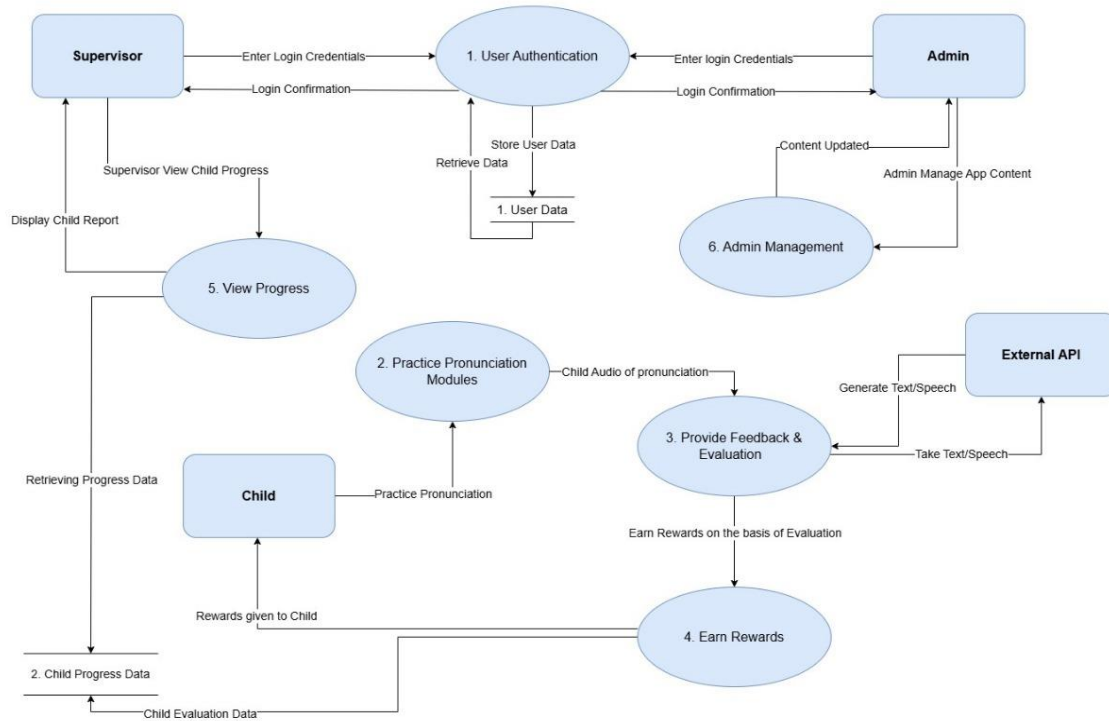 Supervisor
Enter Login Credentials
1. User Authentication
Enter login Credentials
Admin
Login Confirmation
Login Confirmation
Store User Data
Retrieve Data
Content Updated
Supervisor View Child Progress
Admin Manage App Content
1. User Data
Display Child Report
6. Admin Management
5. View Progress
2. Practice Pronunciation
Modules
Child Audio of pronunciation
External API
Generate Text/Speech
3. Provide Feedback &
Evaluation
Take Text/Speech
Retrieving Progress Data
Child
Practice Pronunciation
Earn Rewards on the basis of Evaluation
Rewards given to Child
4. Earn Rewards
2. Child Progress Data
Child Evaluation Data